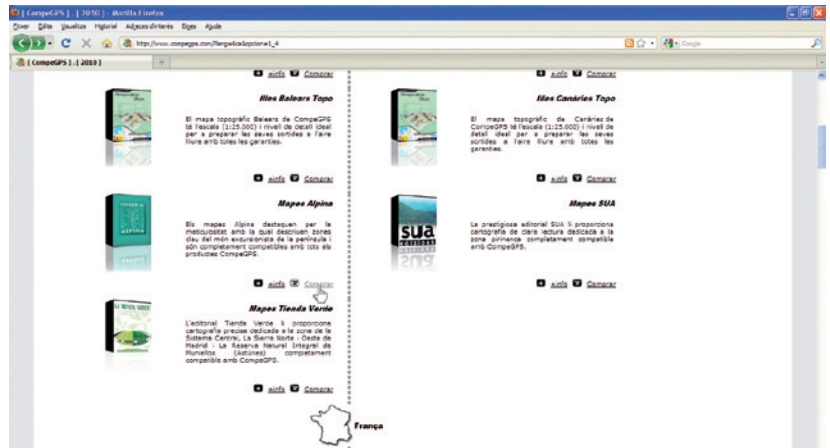 [ CompeGPS ] . [ 2010 ] - Mozilla Firefox
Fitxer Edita Visualitza Historial Adreces d'interès Eines Ajuda
Google
[ CompeGPS ] . [ 2010 ]
+info Comprar
+info Comprar
Illes Balears Topo
El mapa topogràfic Balears de CompeGPS
té l'escala (1:25.000) i nivell de detall ideal
per a preparar les seves sortides a l'aire
lliure amb totes les garanties.
+info Comprar
Illes Canàries Topo
El mapa topogràfic de Canàries de
CompeGPS té l'escala (1:25.000) i nivell de
detall ideal per a preparar les seves
sortides a l'aire lliure amb totes les
garanties.
+info Comprar
Mapes Alpina
Els mapes Alpina destaquen per la
meticulositat amb la qual descriuen zones
clau del món excursionista de la península i
són completament compatibles amb tots els
productes CompeGPS.
+info Comprar
ALPINA
Mapes SUA
La prestigiosa editorial SUA li proporciona
cartografia de clara lectura dedicada a la
zona pirinenca completament compatible
amb CompeGPS.
+info Comprar
sua
edizioak
Mapes Tienda Verde
L'editorial Tienda Verde li proporciona
cartografia precisa dedicada a la zona de la
Sistema Central, La Sierra Norte i Oeste de
Madrid i La Reserva Natural Integral de
Muniellos (Astúries) completament
compatible amb CompeGPS.
+info Comprar
LA TIENDA VERDE
França